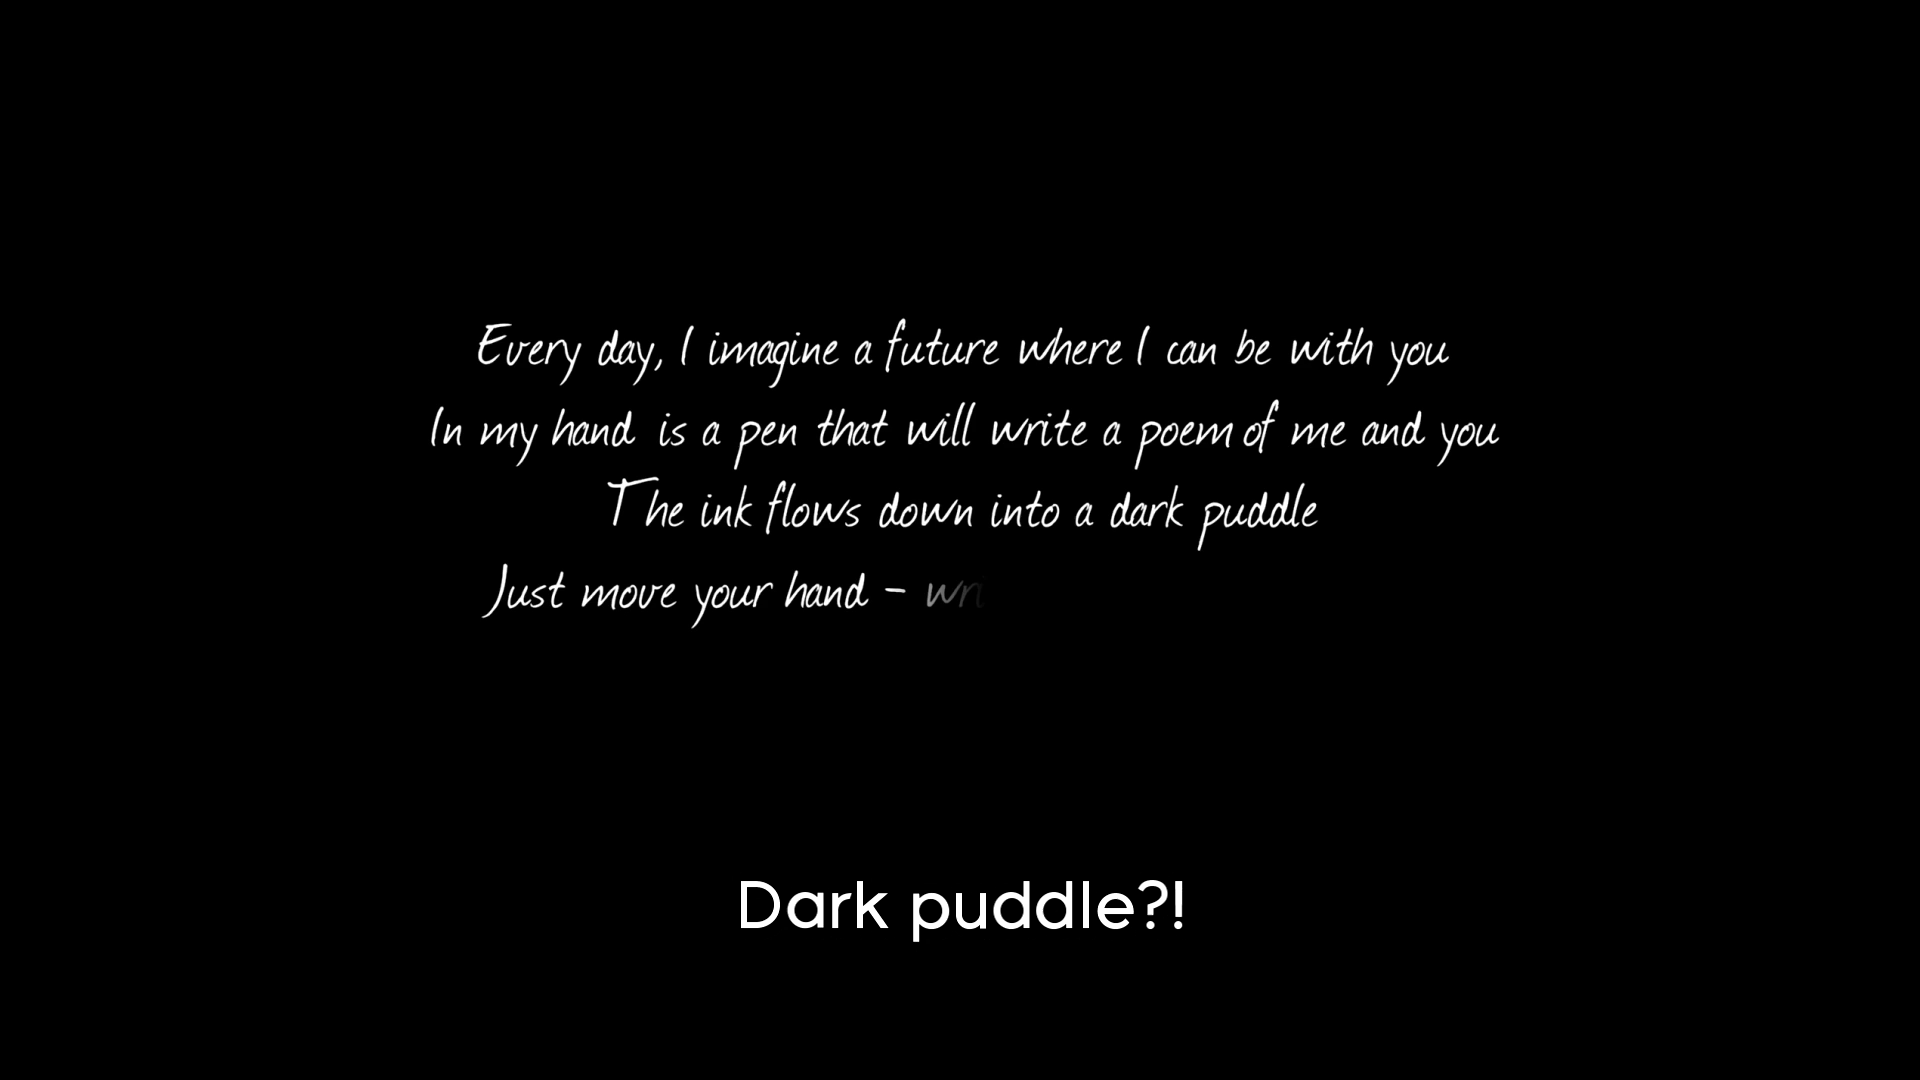 Every day, I imagine a future where I can be with you
In my hand is a pen that will write a poem of me and you
The ink flows down into a dark puddle
Just move your hand -
Dark puddle?!